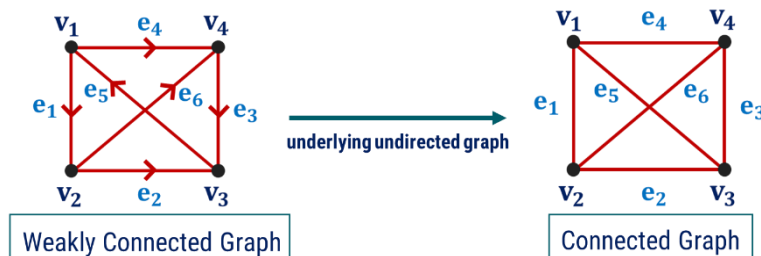 v₁ e₄ v₄
e₁ e₅ e₆ e₃
v₂ e₂ v₃
Weakly Connected Graph
underlying undirected graph
v₁ e₄ v₄
e₁ e₅ e₆ e₃
v₂ e₂ v₃
Connected Graph